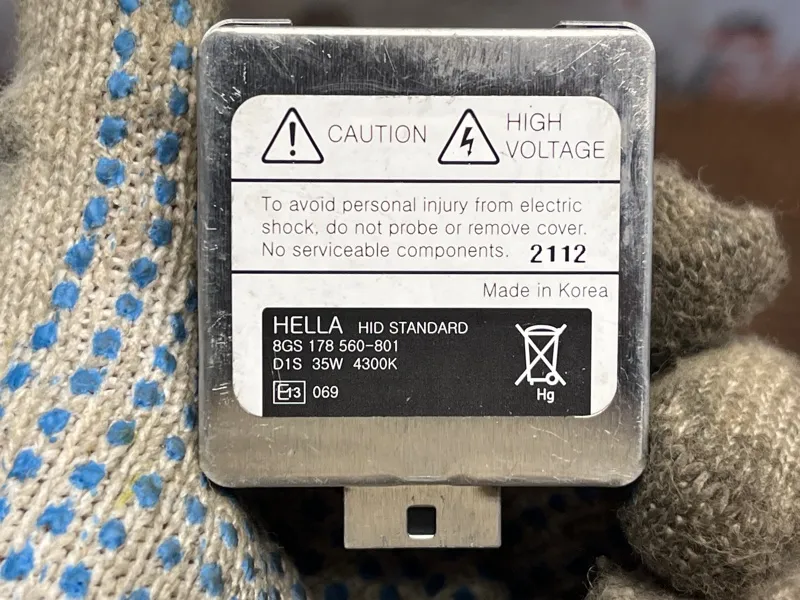 CAUTION HIGH VOLTAGE
To avoid personal injury from electric
shock, do not probe or remove cover.
No serviceable components. 2112
Made in Korea
HELLA HID STANDARD
8GS 178 560-801
D1S 35W 4300K
E13 069
Hg